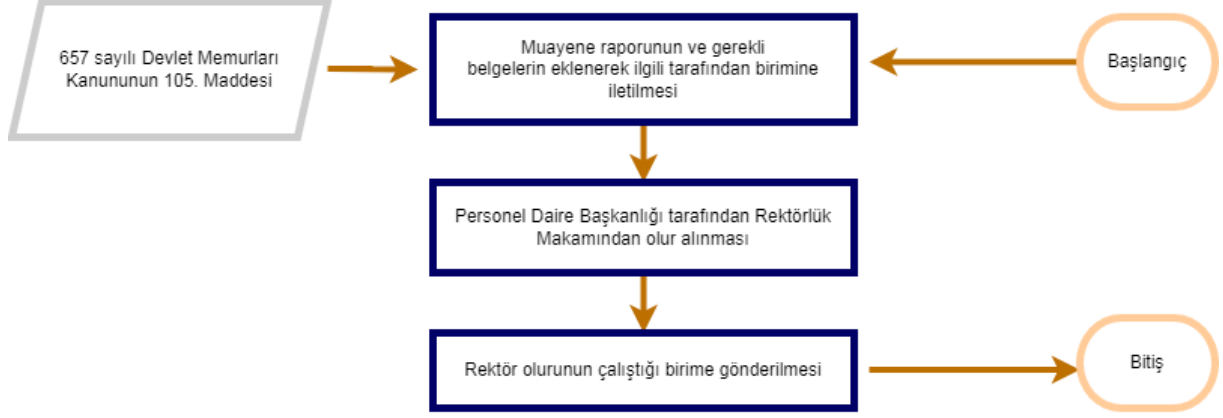 657 sayılı Devlet Memurları
Kanununun 105. Maddesi
Muayene raporunun ve gerekli
belgelerin eklenerek ilgili tarafından birimine
iletilmesi
Başlangıç
Personel Daire Başkanlığı tarafından Rektörlük
Makamından olur alınması
Rektör olurunun çalıştığı birime gönderilmesi
Bitiş